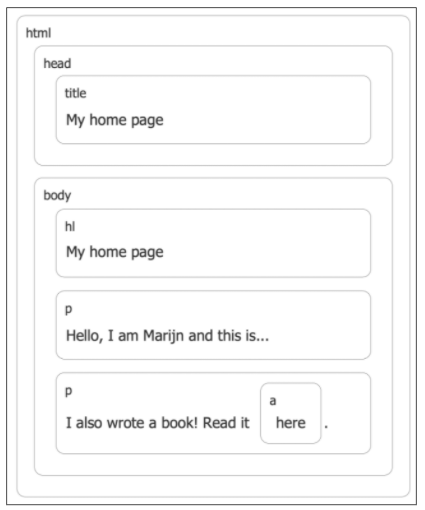 html
head
title
My home page
body
hl
My home page
p
Hello, I am Marijn and this is...
p
a
I also wrote a book! Read it here .